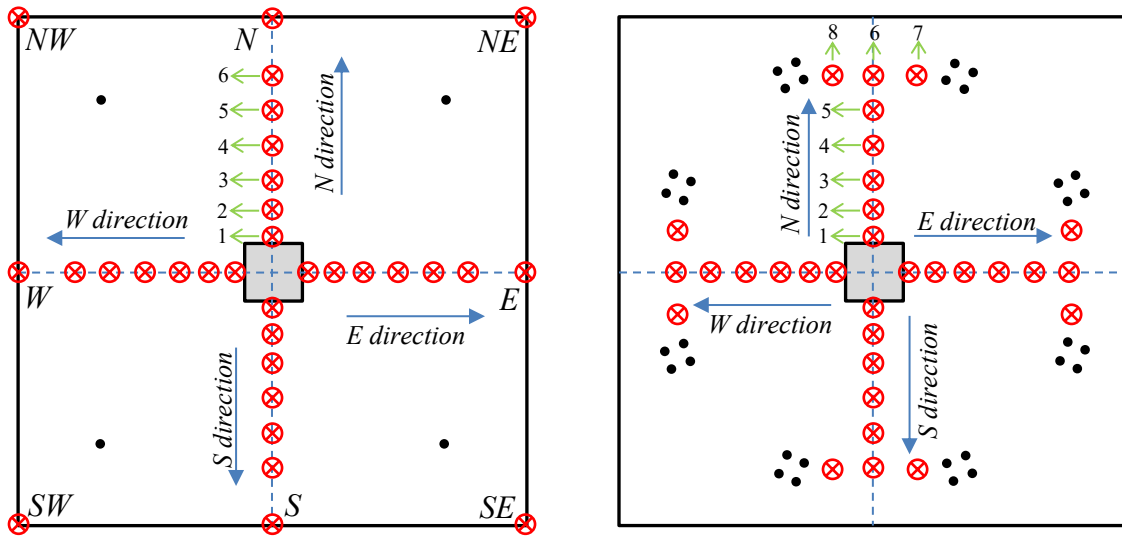 NW
N
NE
6
5
4
3
2
1
N direction
W direction
W
E
E direction
S direction
SW
S
SE
8
6
7
5
4
3
2
1
N direction
E direction
W direction
S direction